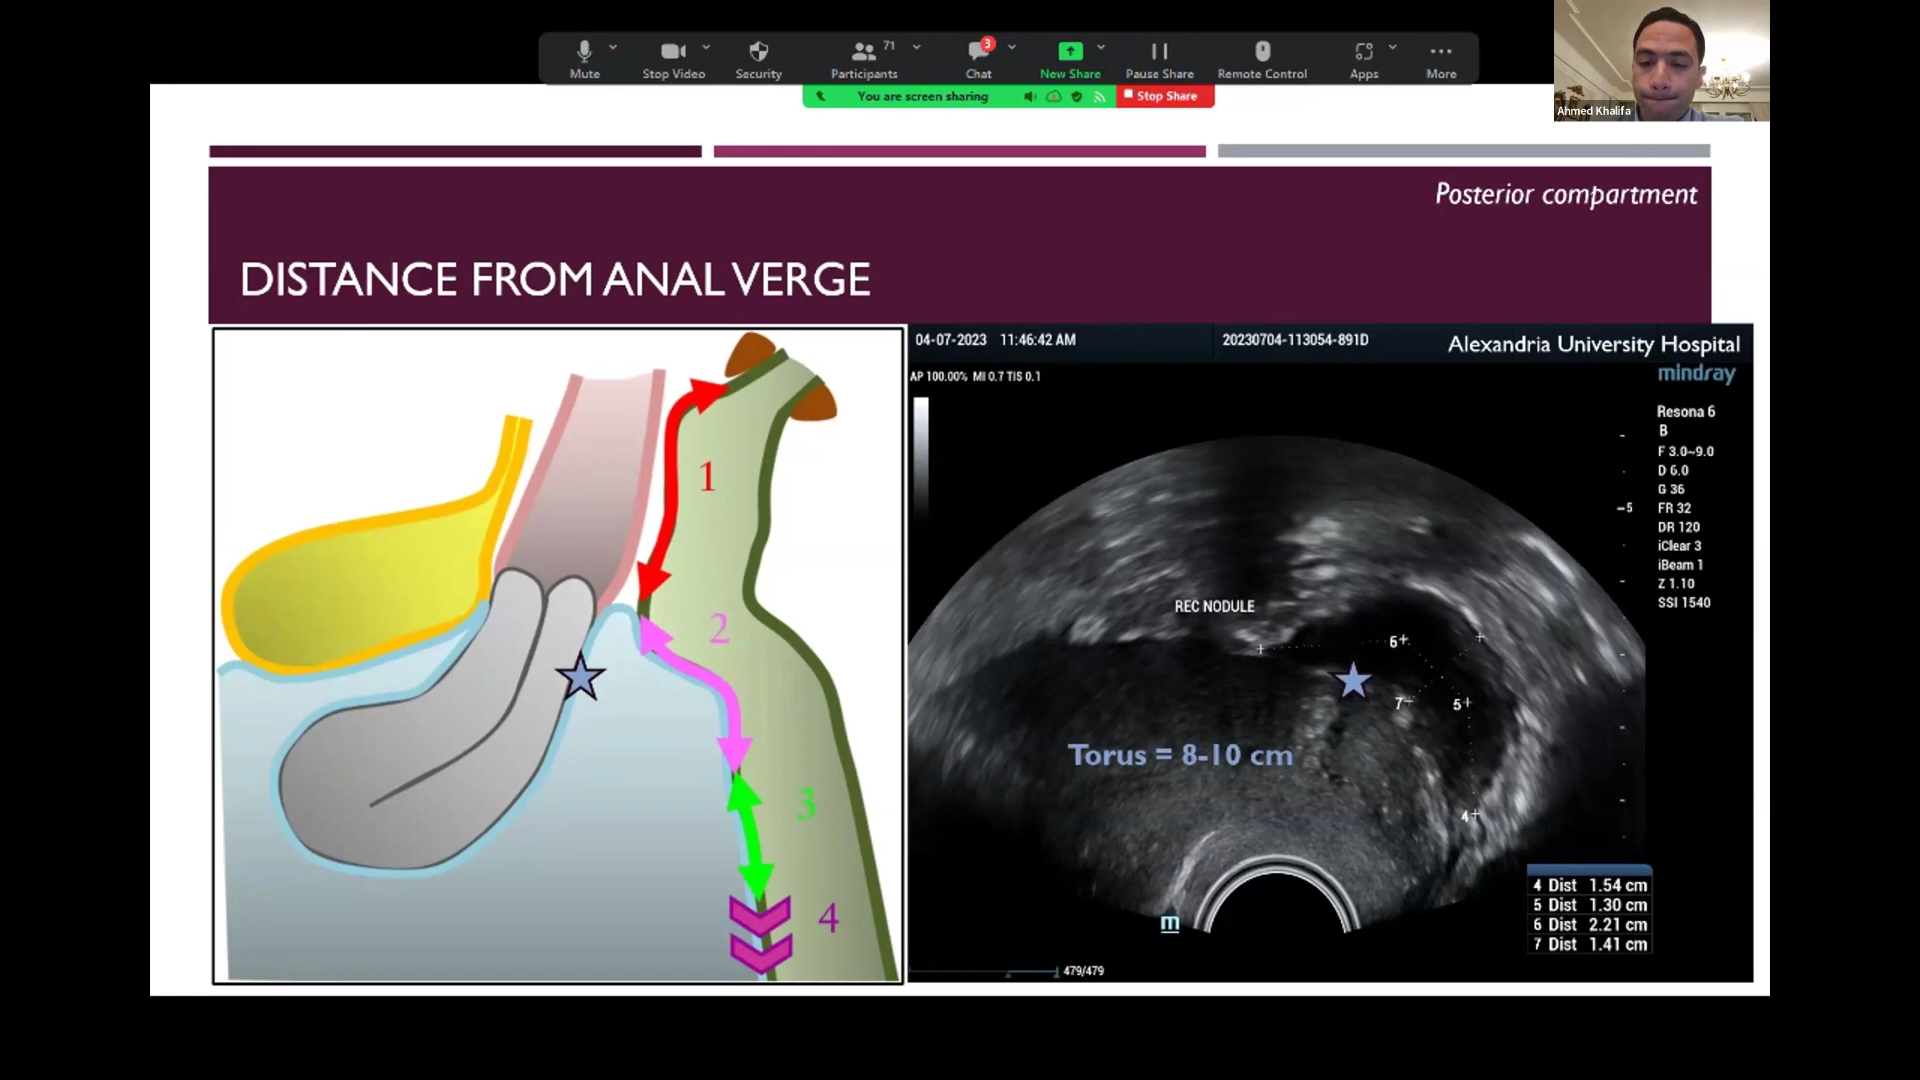 Mute
Stop Video
Security
Participants
71
Chat
3
New Share
Pause Share
Remote Control
Apps
More
You are screen sharing
Stop Share
Ahmed Khalifa
Posterior compartment
DISTANCE FROM ANAL VERGE
1
2
3
4
04-07-2023 11:46:42 AM
20230704-113054-891D
Alexandria University Hospital
AP 100.00% MI 0.7 TIS 0.1
mindray
Resona 6
B
F 3.0~9.0
D 6.0
G 36
FR 32
DR 120
iClear 3
iBeam 1
Z 1.10
SSI 1540
5
REC NODULE
6
7
5
4
Torus = 8-10 cm
m
479/479
4 Dist 1.54 cm
5 Dist 1.30 cm
6 Dist 2.21 cm
7 Dist 1.41 cm